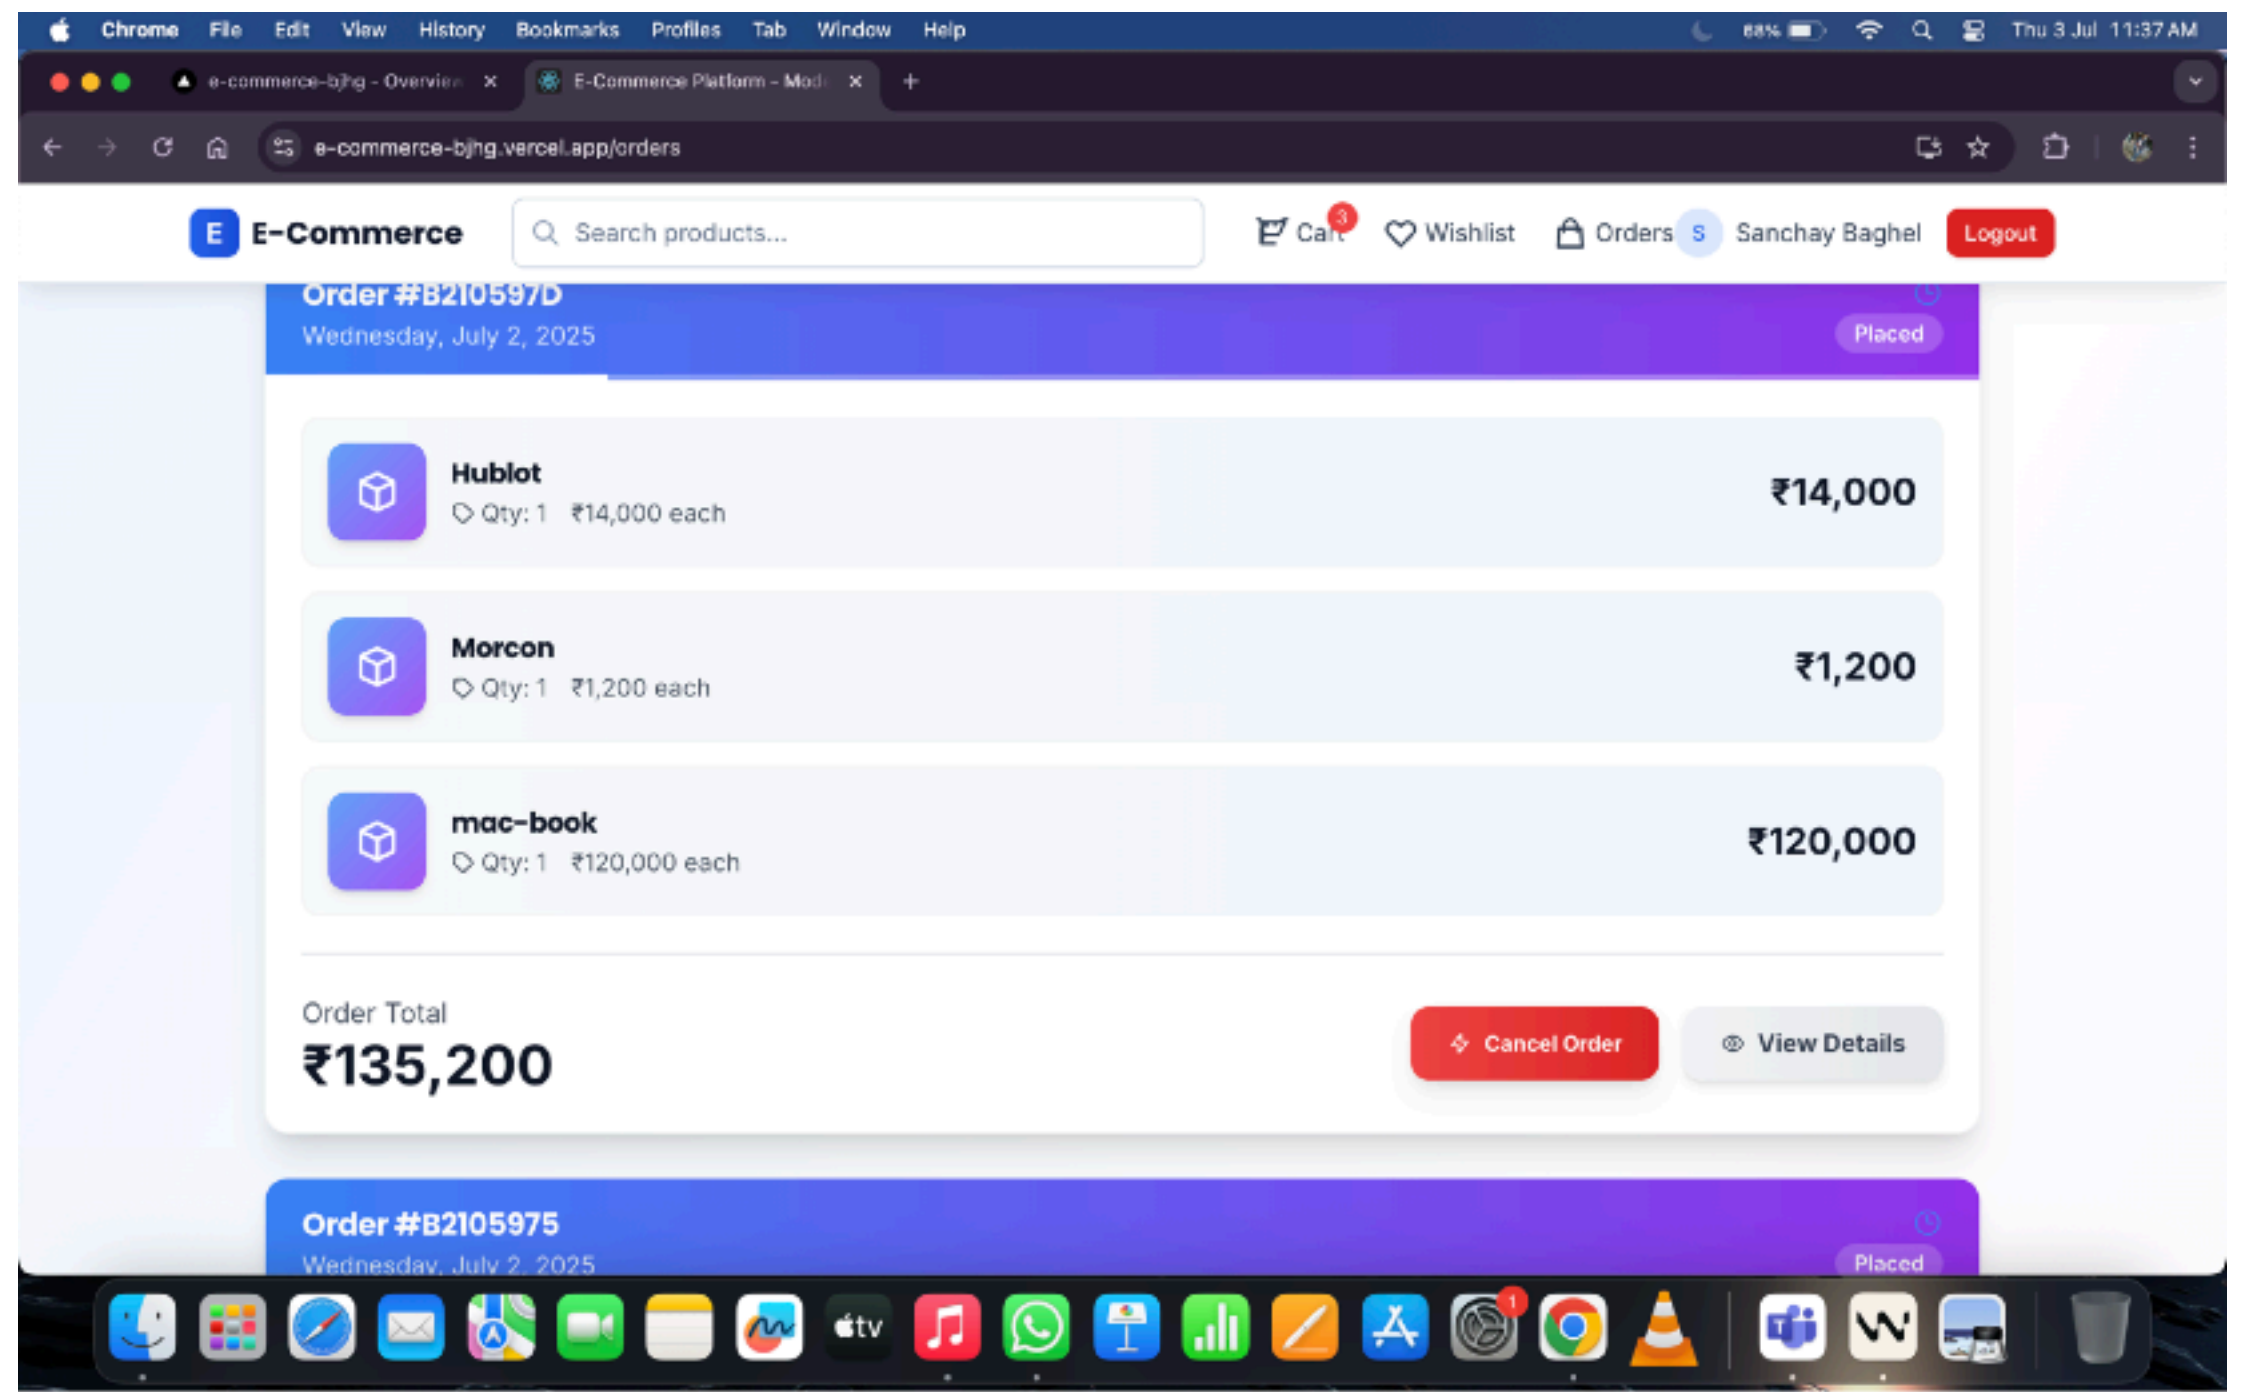 Chrome File Edit View History Bookmarks Profiles Tab Window Help 68% Thu 3 Jul 11:37 AM
e-commerce-bjhg - Overview E-Commerce Platform - Mod
e-commerce-bjhg.vercel.app/orders
E E-Commerce Search products... Cart 3 Wishlist Orders S Sanchay Baghel Logout
Order #B210597D
Wednesday, July 2, 2025 Placed
Hublot
Qty: 1 ₹14,000 each ₹14,000
Morcon
Qty: 1 ₹1,200 each ₹1,200
mac-book
Qty: 1 ₹120,000 each ₹120,000
Order Total
₹135,200 Cancel Order View Details
Order #B2105975
Wednesday, July 2, 2025 Placed
tv 1 T